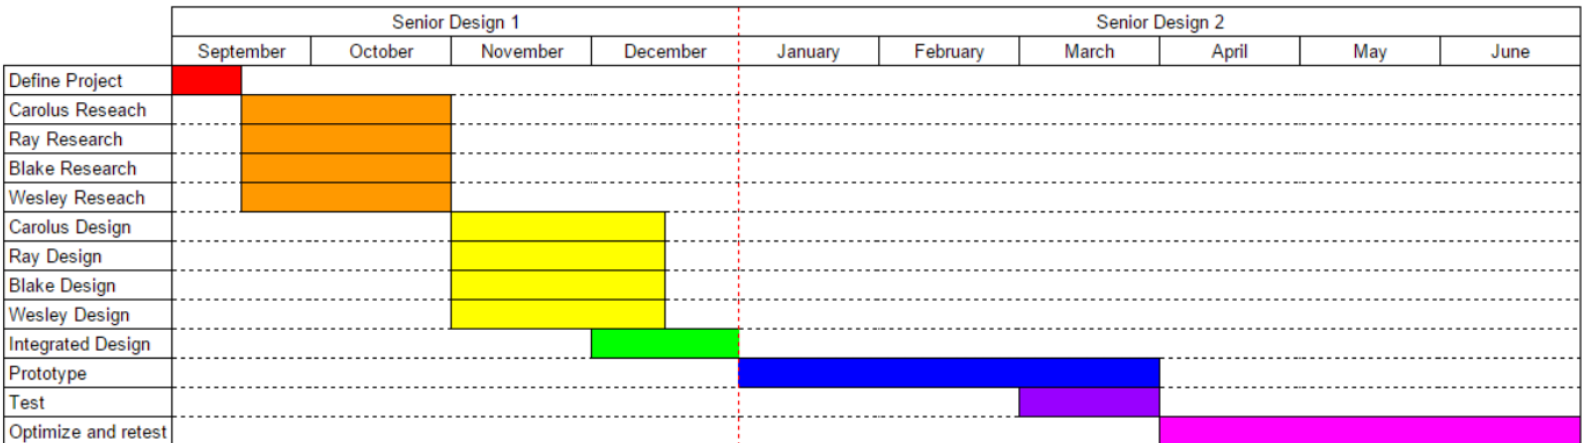 Senior Design 1 Senior Design 2
September October November December January February March April May June
Define Project
Carolus Reseach
Ray Research
Blake Research
Wesley Reseach
Carolus Design
Ray Design
Blake Design
Wesley Design
Integrated Design
Prototype
Test
Optimize and retest